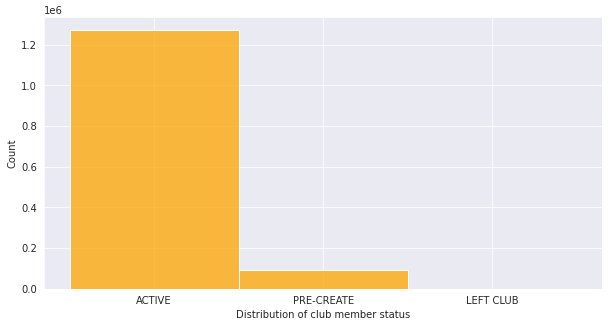 1e6
1.2
1.0
0.8
0.6
0.4
0.2
0.0
Count
ACTIVE PRE-CREATE LEFT CLUB
Distribution of club member status